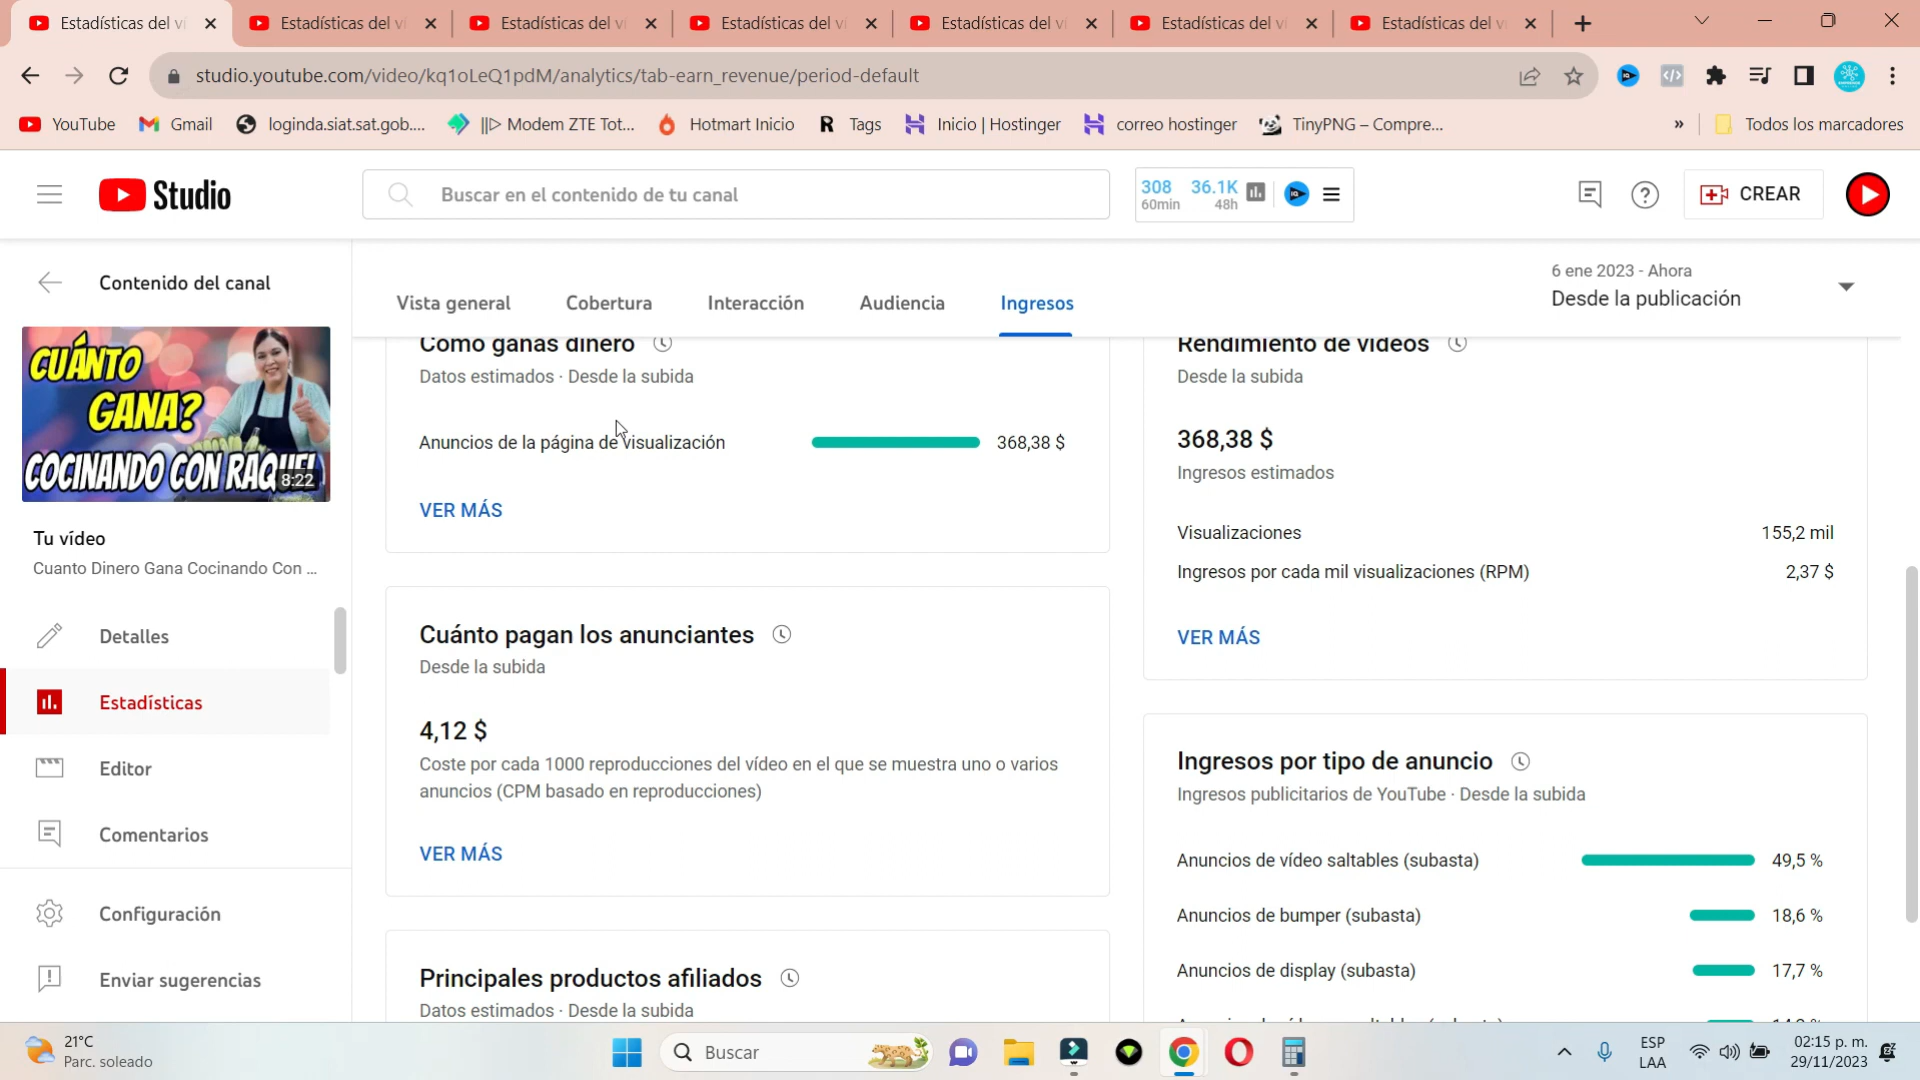 Estadísticas del ví
Estadísticas del ví
Estadísticas del ví
Estadísticas del ví
Estadísticas del ví
Estadísticas del ví
Estadísticas del ví
studio.youtube.com/video/kq1oLeQ1pdM/analytics/tab-earn_revenue/period-default
YouTube
Gmail
loginda.siat.sat.gob....
||▷ Modem ZTE Tot...
Hotmart Inicio
Tags
Inicio | Hostinger
correo hostinger
TinyPNG – Compre...
»
Todos los marcadores
Studio
Buscar en el contenido de tu canal
308 36.1K
60min 48h
CREAR
Contenido del canal
CUÁNTO
GANA?
COCINANDO CON RAQUEL
8:22
Tu vídeo
Cuanto Dinero Gana Cocinando Con ...
Detalles
Estadísticas
Editor
Comentarios
Configuración
Enviar sugerencias
Vista general
Cobertura
Interacción
Audiencia
Ingresos
6 ene 2023 - Ahora
Desde la publicación
Cómo ganas dinero
Datos estimados · Desde la subida
Anuncios de la página de visualización 368,38 $
VER MÁS
Cuánto pagan los anunciantes
Desde la subida
4,12 $
Coste por cada 1000 reproducciones del vídeo en el que se muestra uno o varios
anuncios (CPM basado en reproducciones)
VER MÁS
Principales productos afiliados
Datos estimados · Desde la subida
Rendimiento de vídeos
Desde la subida
368,38 $
Ingresos estimados
Visualizaciones 155,2 mil
Ingresos por cada mil visualizaciones (RPM) 2,37 $
VER MÁS
Ingresos por tipo de anuncio
Ingresos publicitarios de YouTube · Desde la subida
Anuncios de vídeo saltables (subasta) 49,5 %
Anuncios de bumper (subasta) 18,6 %
Anuncios de display (subasta) 17,7 %
21°C
Parc. soleado
Buscar
ESP
LAA
02:15 p. m.
29/11/2023